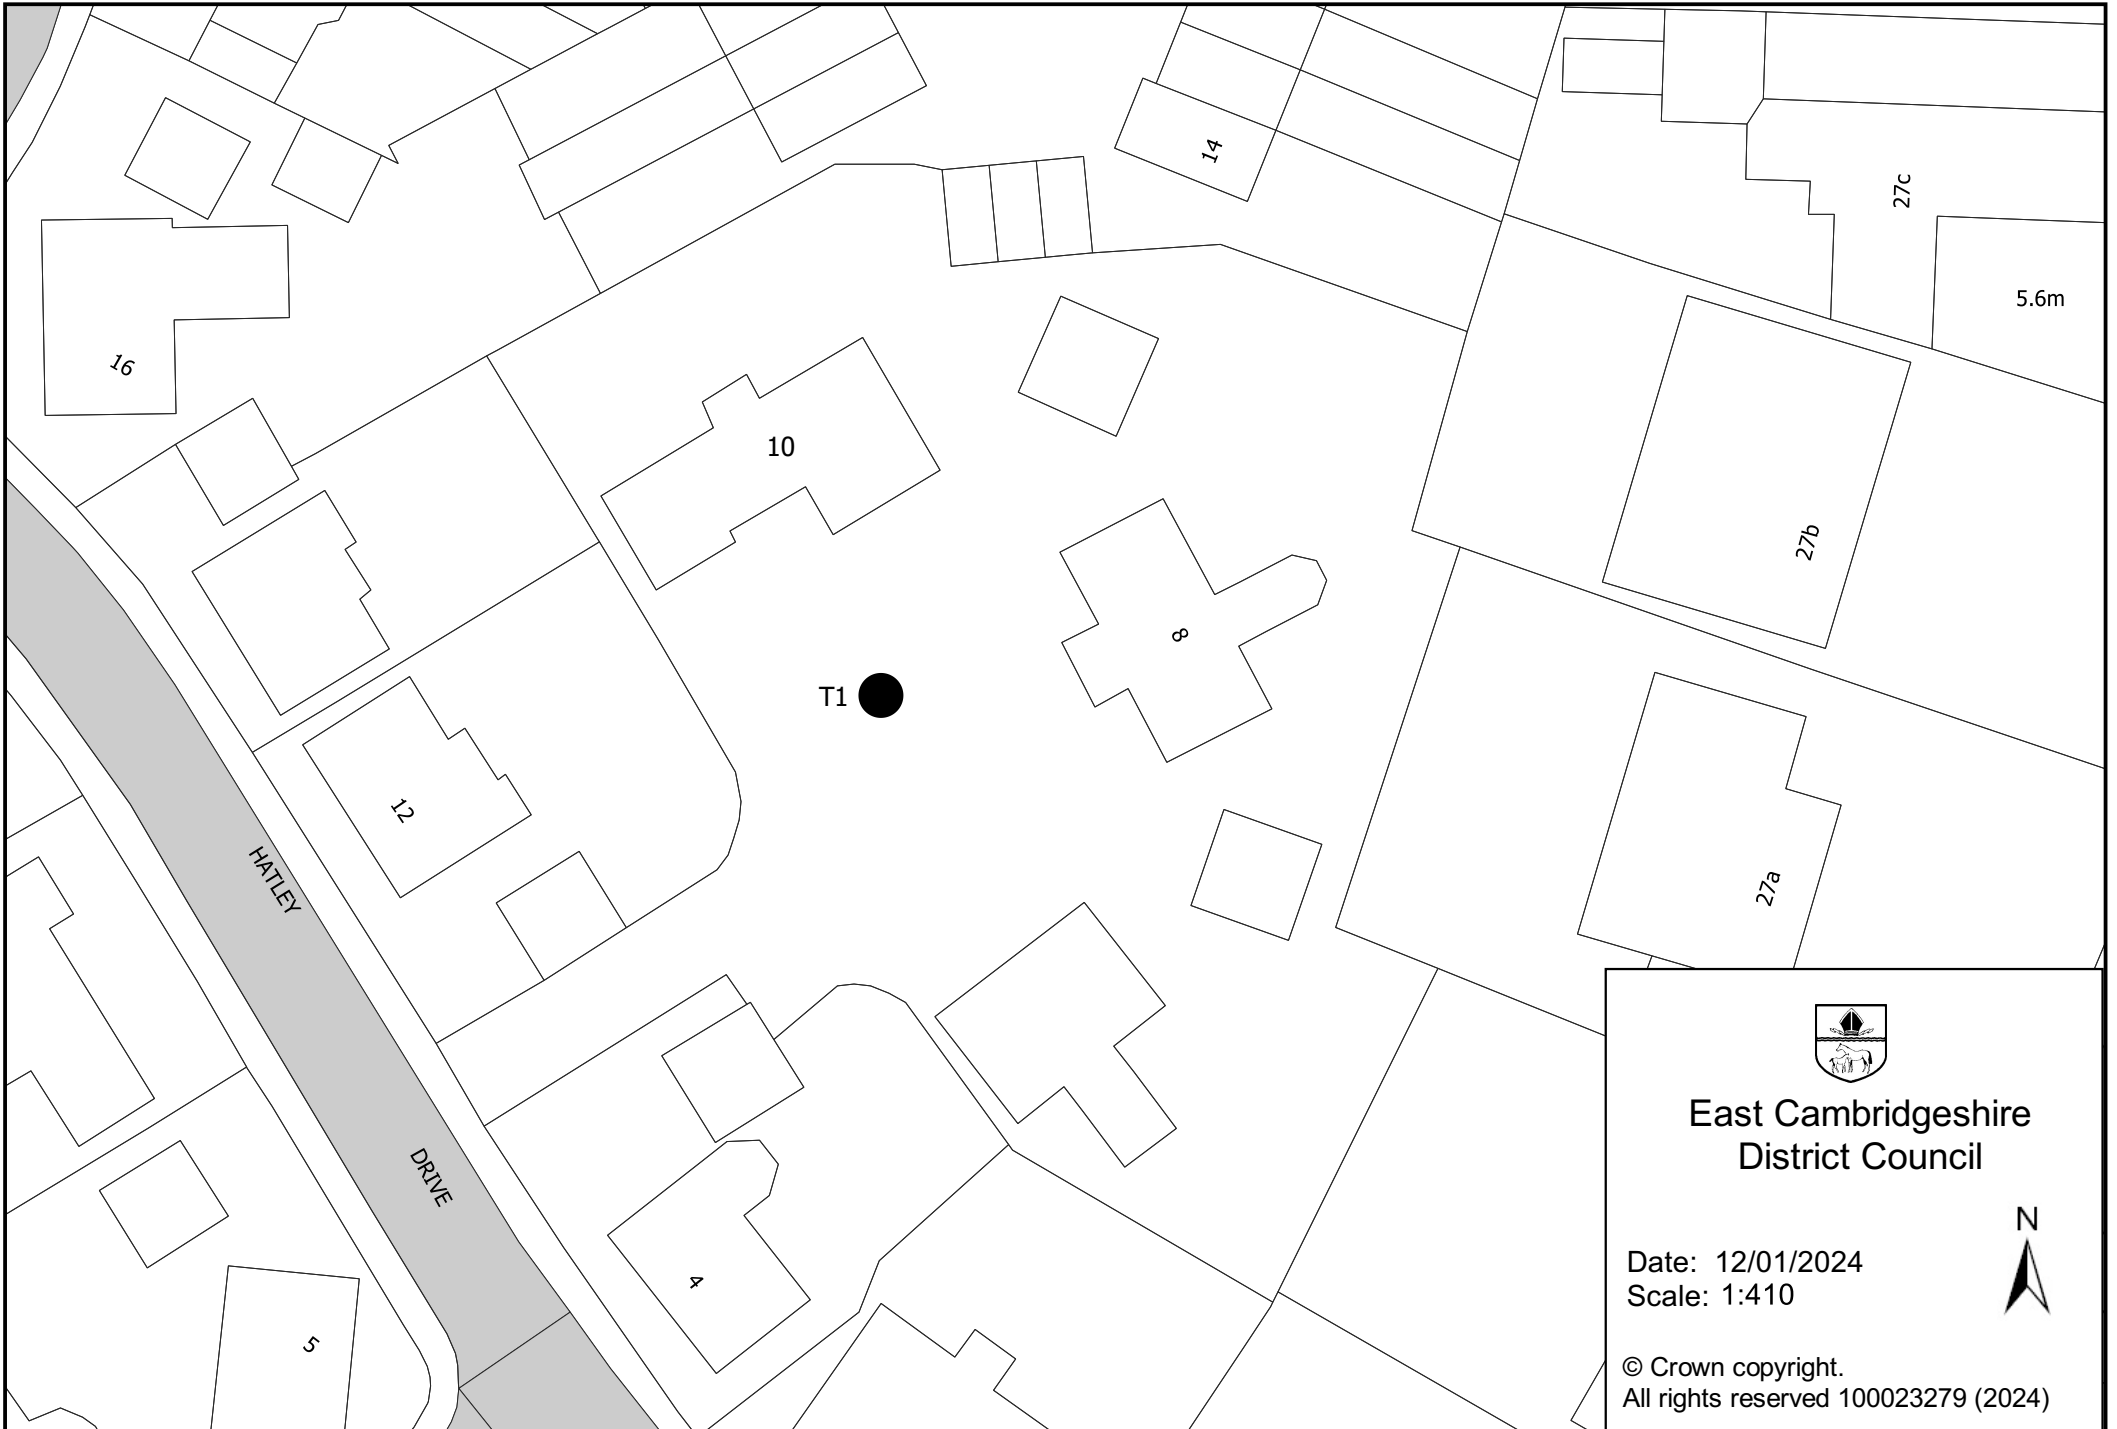 14
27c
5.6m
16
10
27b
8
T1
12
27a
HATLEY
DRIVE
4
5
East Cambridgeshire
District Council
N
Date: 12/01/2024
Scale: 1:410
© Crown copyright.
All rights reserved 100023279 (2024)